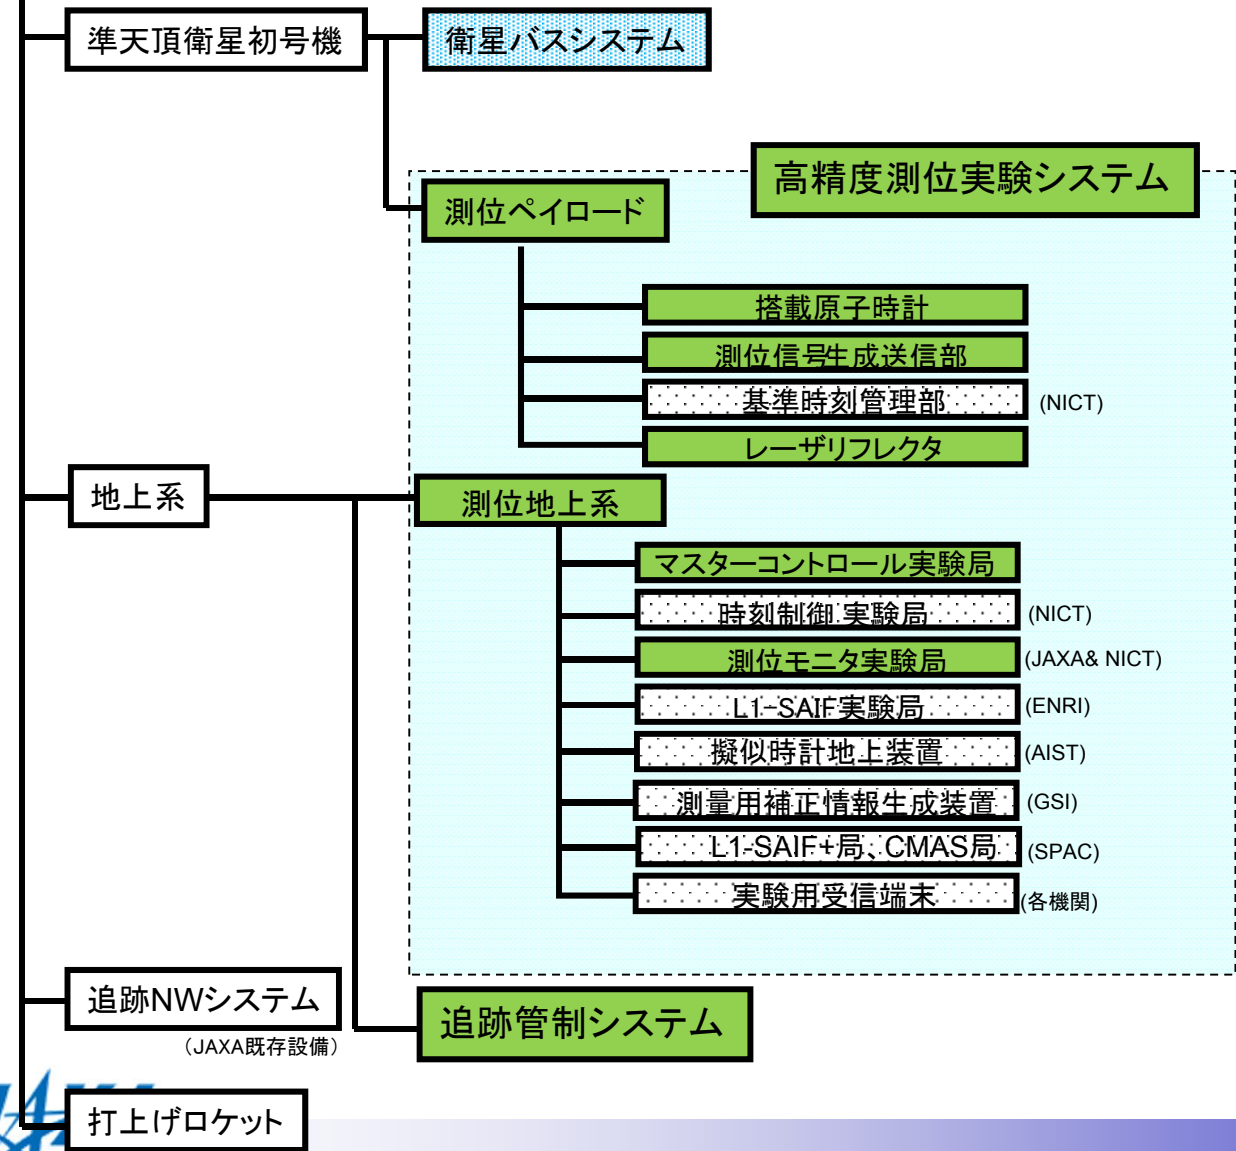 準天頂衛星初号機
衛星バスシステム
高精度測位実験システム
測位ペイロード
搭載原子時計
測位信号生成送信部
基準時刻管理部
(NICT)
レーザリフレクタ
地上系
測位地上系
マスターコントロール実験局
時刻制御実験局
(NICT)
測位モニタ実験局
(JAXA& NICT)
L1-SAIF実験局
(ENRI)
擬似時計地上装置
(AIST)
測量用補正情報生成装置
(GSI)
L1-SAIF+局、CMAS局
(SPAC)
実験用受信端末
(各機関)
追跡NWシステム
（JAXA既存設備）
追跡管制システム
打上げロケット